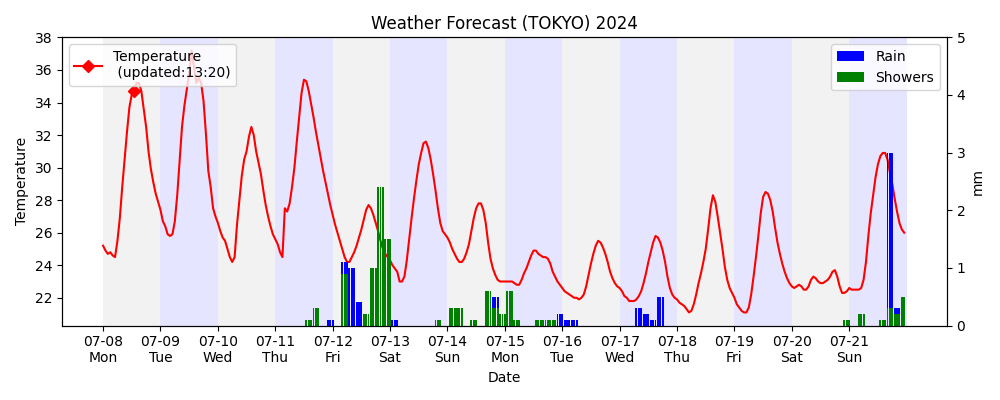 Weather Forecast (TOKYO) 2024
Temperature
(updated:13:20)
Rain
Showers
38
36
34
32
30
28
26
24
22
Temperature
5
4
3
2
1
0
mm
07-08 07-09 07-10 07-11 07-12 07-13 07-14 07-15 07-16 07-17 07-18 07-19 07-20 07-21
Mon Tue Wed Thu Fri Sat Sun Mon Tue Wed Thu Fri Sat Sun
Date